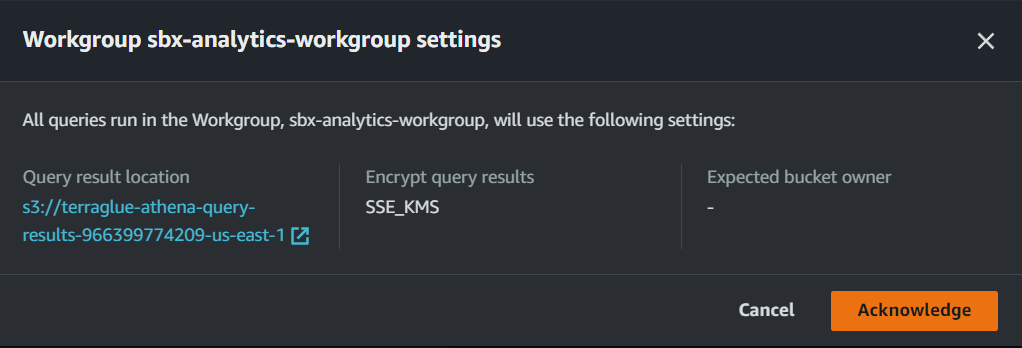 Workgroup sbx-analytics-workgroup settings
All queries run in the Workgroup, sbx-analytics-workgroup, will use the following settings:
Query result location
s3://terraglue-athena-query-
results-966399774209-us-east-1
Encrypt query results
SSE_KMS
Expected bucket owner
-
Cancel
Acknowledge